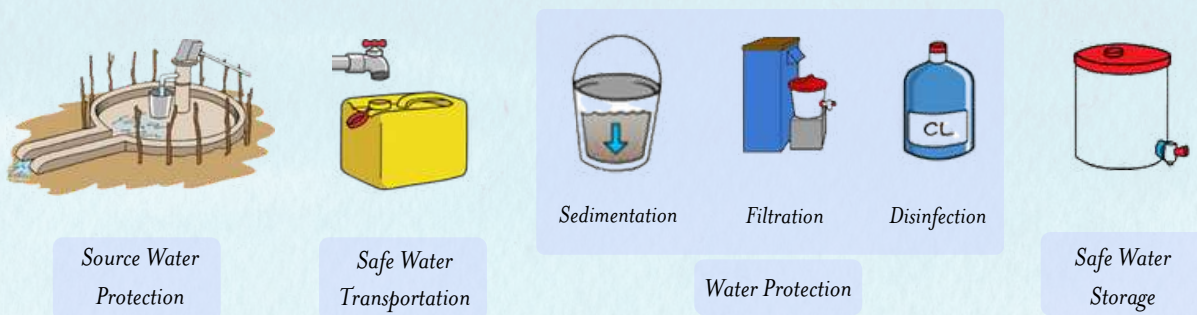 CL
Sedimentation
Filtration
Disinfection
Source Water
Protection
Safe Water
Transportation
Water Protection
Safe Water
Storage